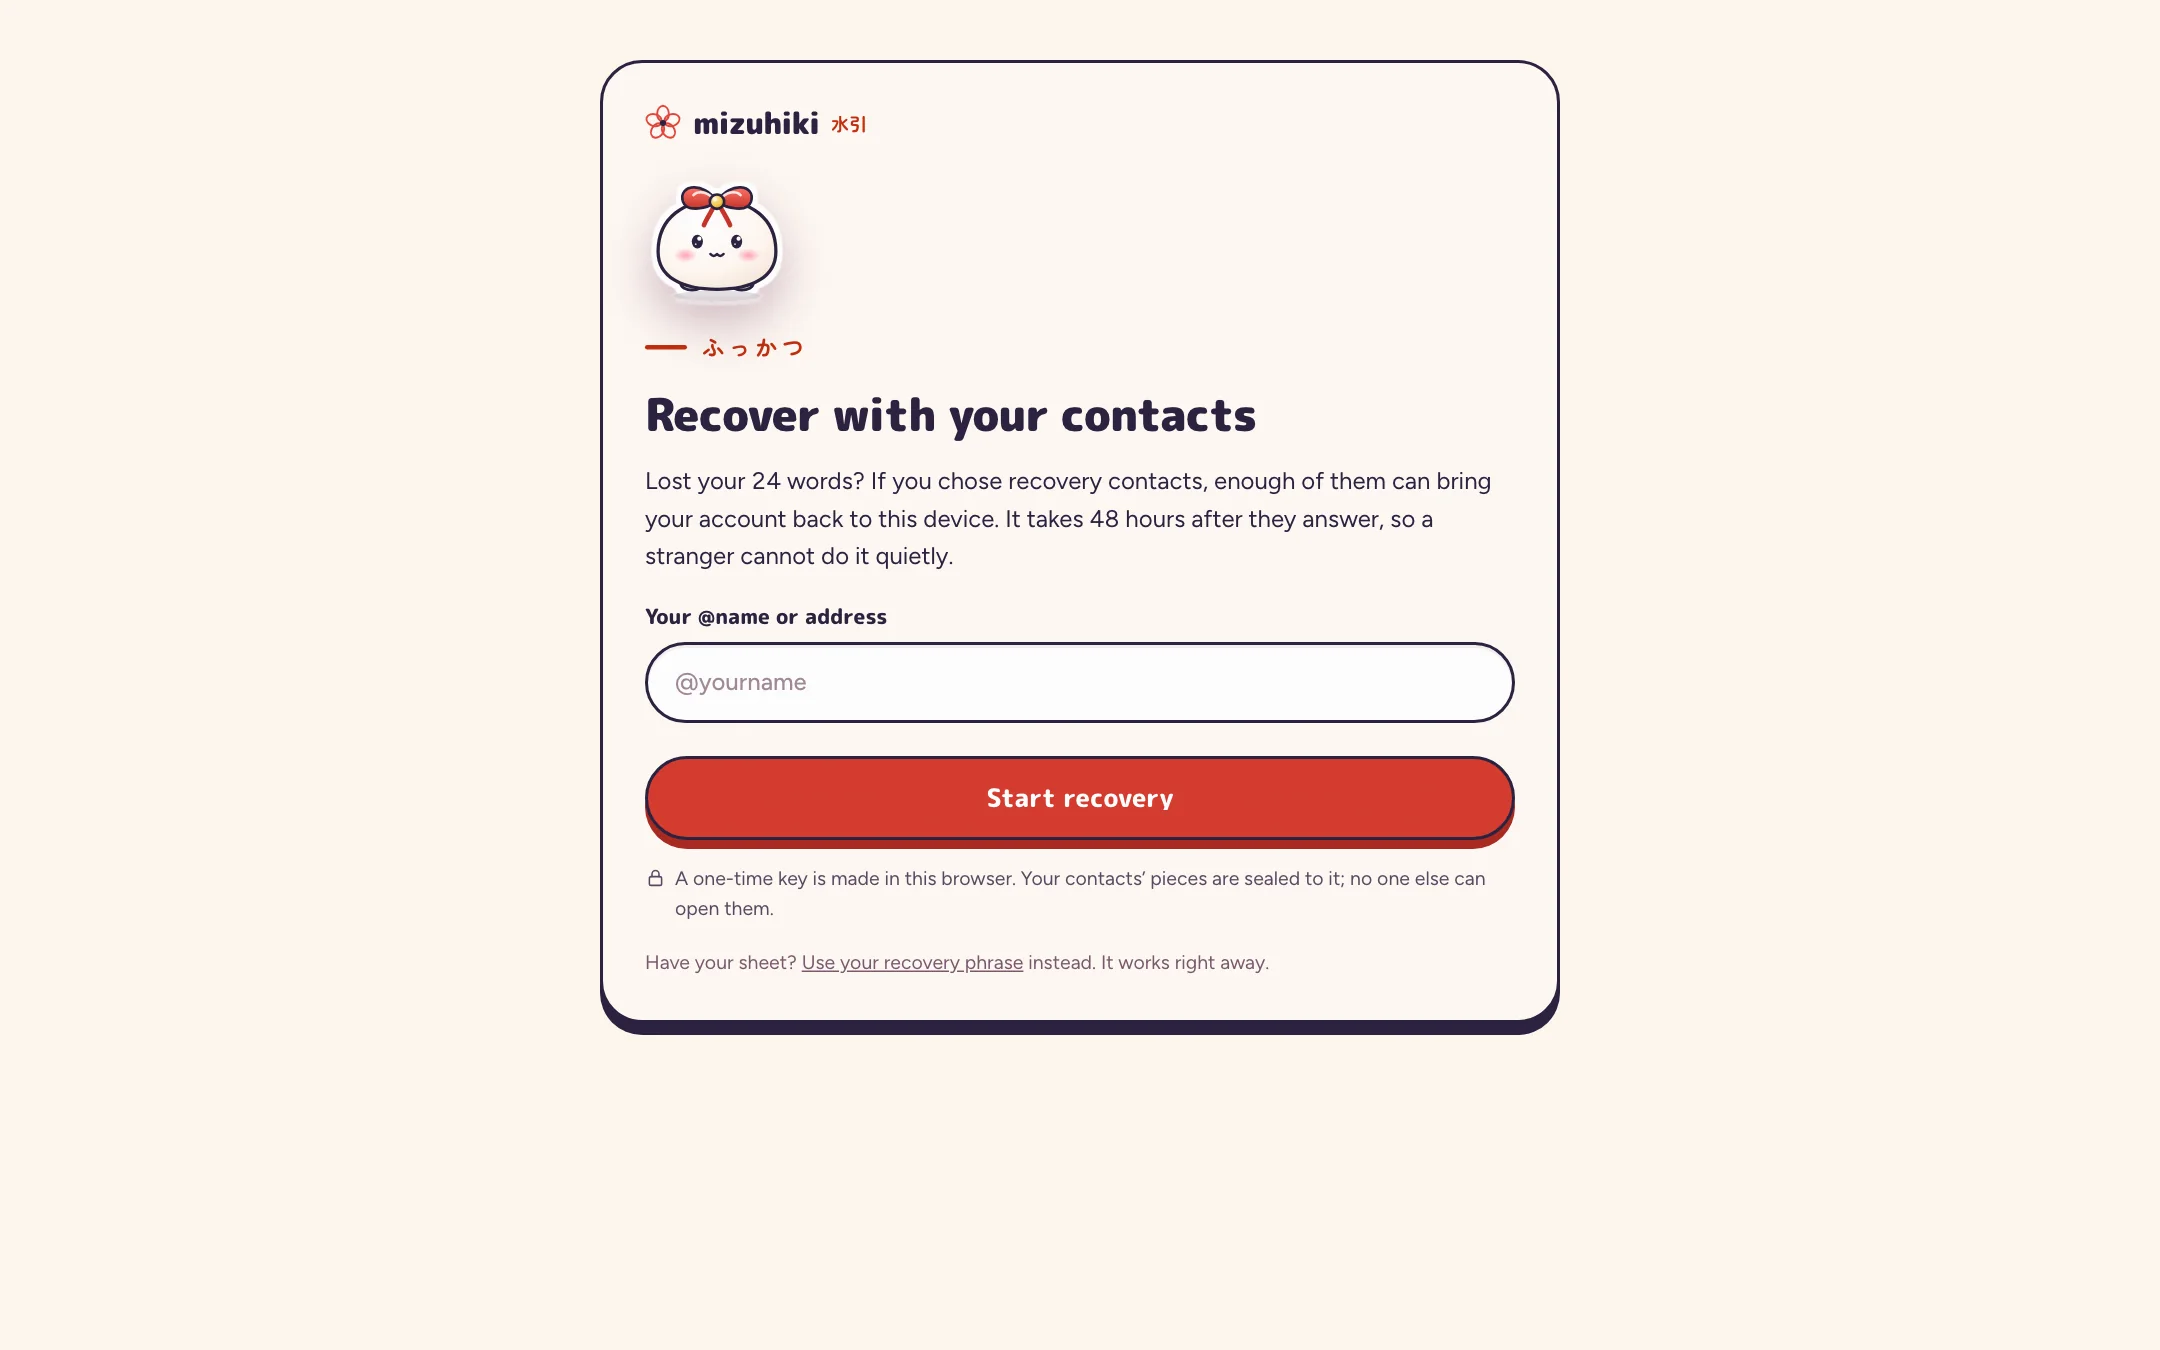 mizuhiki 水引
ふっかつ
Recover with your contacts
Lost your 24 words? If you chose recovery contacts, enough of them can bring
your account back to this device. It takes 48 hours after they answer, so a
stranger cannot do it quietly.
Your @name or address
@yourname
Start recovery
A one-time key is made in this browser. Your contacts’ pieces are sealed to it; no one else can
open them.
Have your sheet? Use your recovery phrase instead. It works right away.